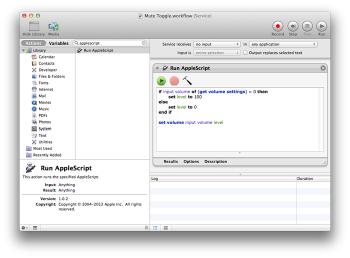 Mute Toggle.workflow (Service)
Hide Library
Media
Record
Step
Stop
Run
Actions
Variables
applescript
Library
Calendar
Contacts
Developer
Files & Folders
Fonts
Internet
Mail
Movies
Music
PDFs
Photos
System
Text
Utilities
Most Used
Recently Added
Run AppleScript
Service receives no input in any application
Input is entire selection Output replaces selected text
Run AppleScript
if input volume of (get volume settings) = 0 then
set level to 100
else
set level to 0
end if
set volume input volume level
Results Options Description
Log Duration
Run AppleScript
This action runs the specified AppleScript.
Input: Anything
Result: Anything
Version: 1.0.2
Copyright: Copyright © 2004–2013 Apple Inc. All rights
reserved.